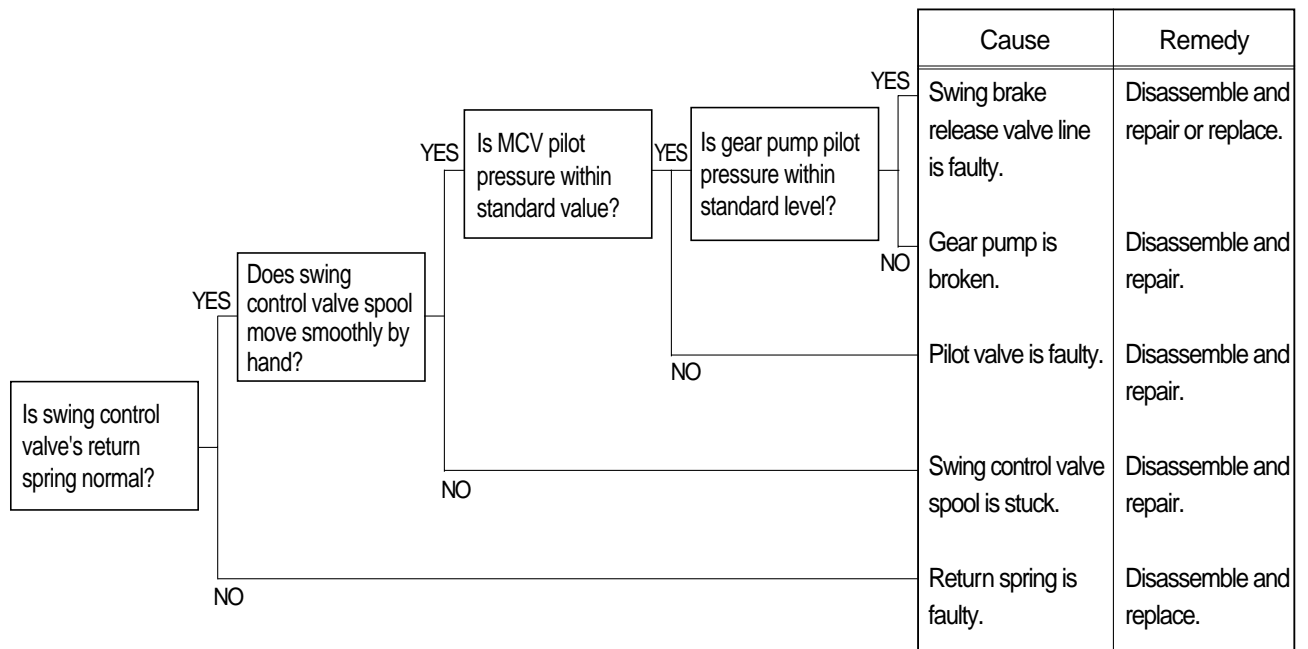 Cause
Remedy
YES
Swing brake
release valve line
is faulty.
Disassemble and
repair or replace.
YES
Is MCV pilot
pressure within
standard value?
YES
Is gear pump pilot
pressure within
standard level?
NO
Gear pump is
broken.
Disassemble and
repair.
YES
Does swing
control valve spool
move smoothly by
hand?
NO
Pilot valve is faulty.
Disassemble and
repair.
Is swing control
valve's return
spring normal?
NO
Swing control valve
spool is stuck.
Disassemble and
repair.
NO
Return spring is
faulty.
Disassemble and
replace.